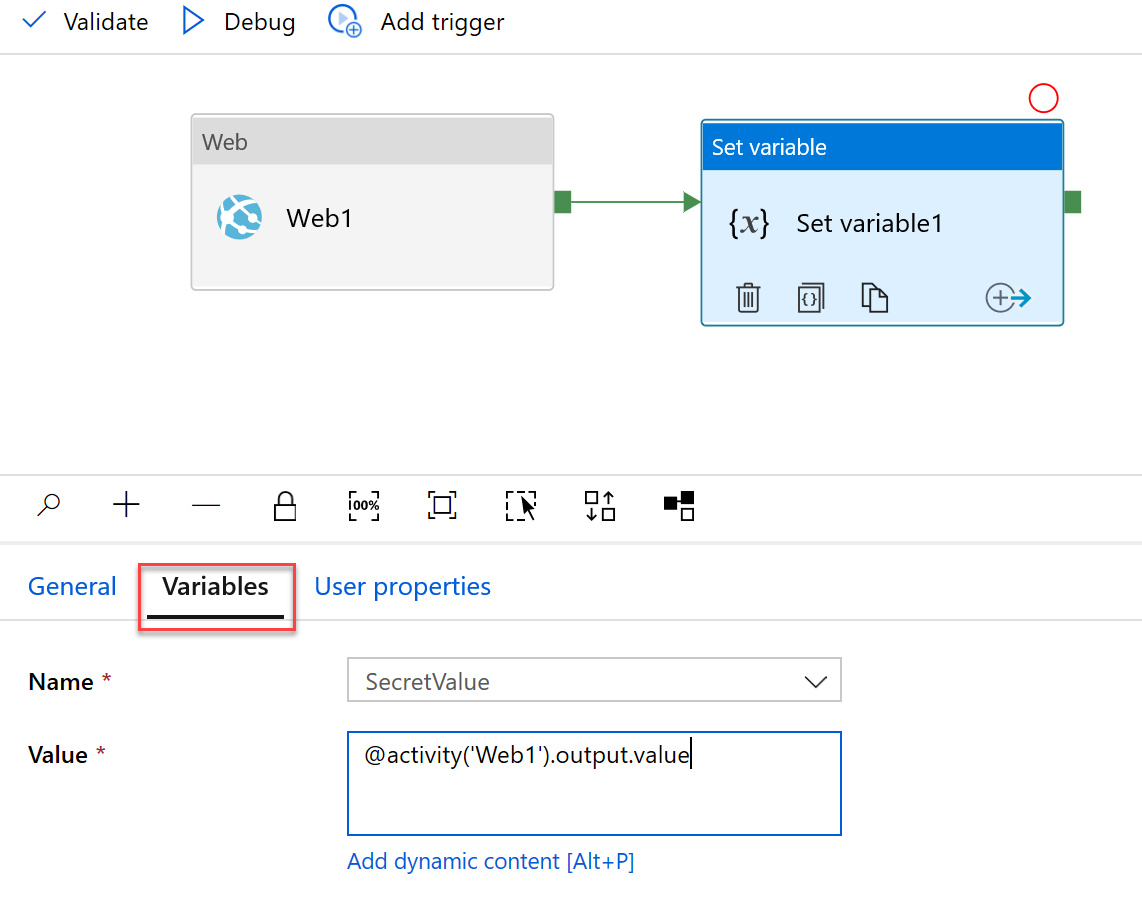 Validate Debug Add trigger
Web
Web1
Set variable
{x} Set variable1
{}
100%
General Variables User properties
Name * SecretValue
Value * @activity('Web1').output.value
Add dynamic content [Alt+P]